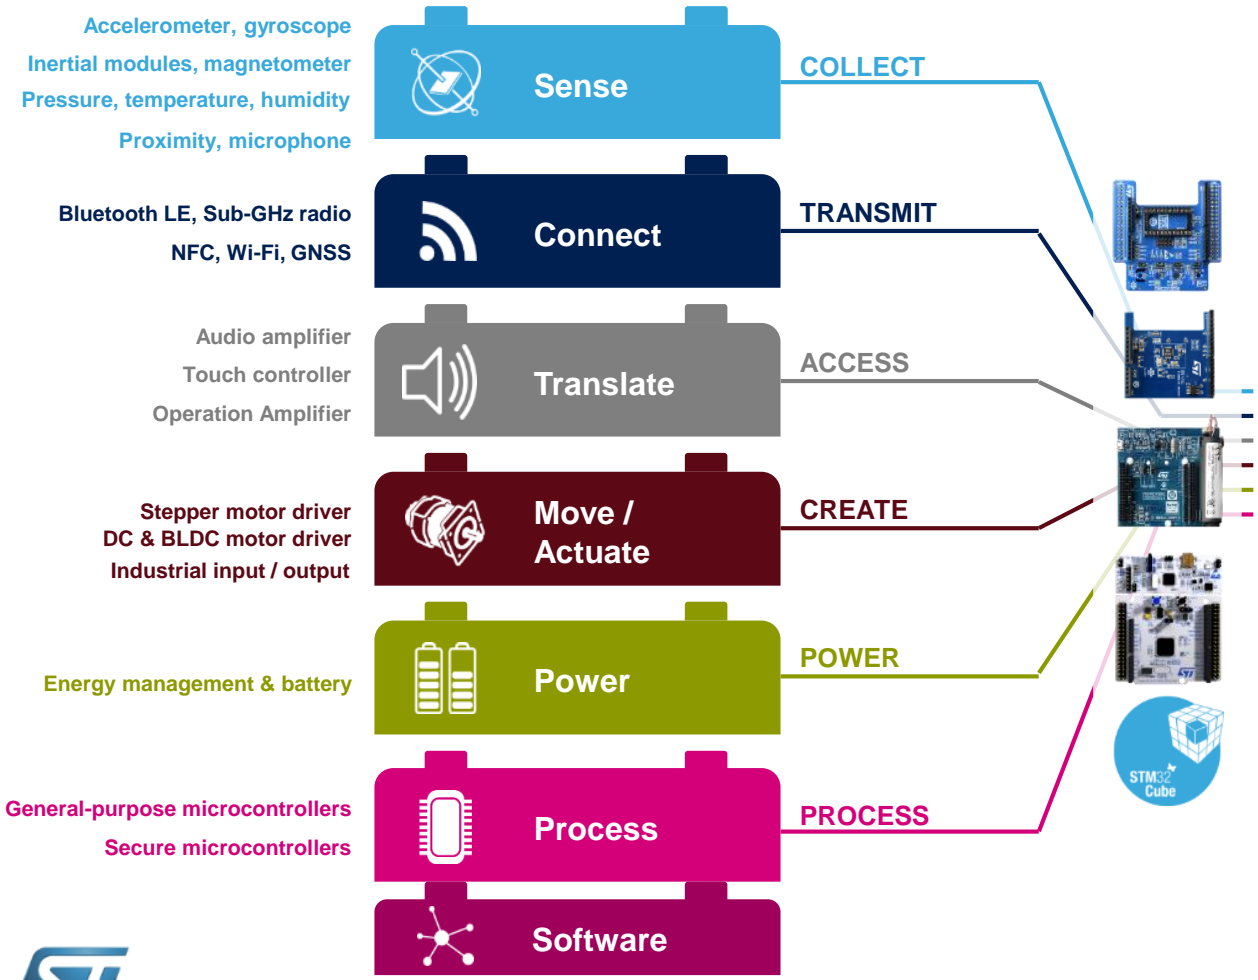 Accelerometer, gyroscope
Inertial modules, magnetometer
Pressure, temperature, humidity
Proximity, microphone
Sense
COLLECT
Bluetooth LE, Sub-GHz radio
NFC, Wi-Fi, GNSS
Connect
TRANSMIT
Audio amplifier
Touch controller
Operation Amplifier
Translate
ACCESS
Stepper motor driver
DC & BLDC motor driver
Industrial input / output
Move /
Actuate
CREATE
Energy management & battery
Power
POWER
General-purpose microcontrollers
Secure microcontrollers
Process
PROCESS
STM32
Cube
Software
ST